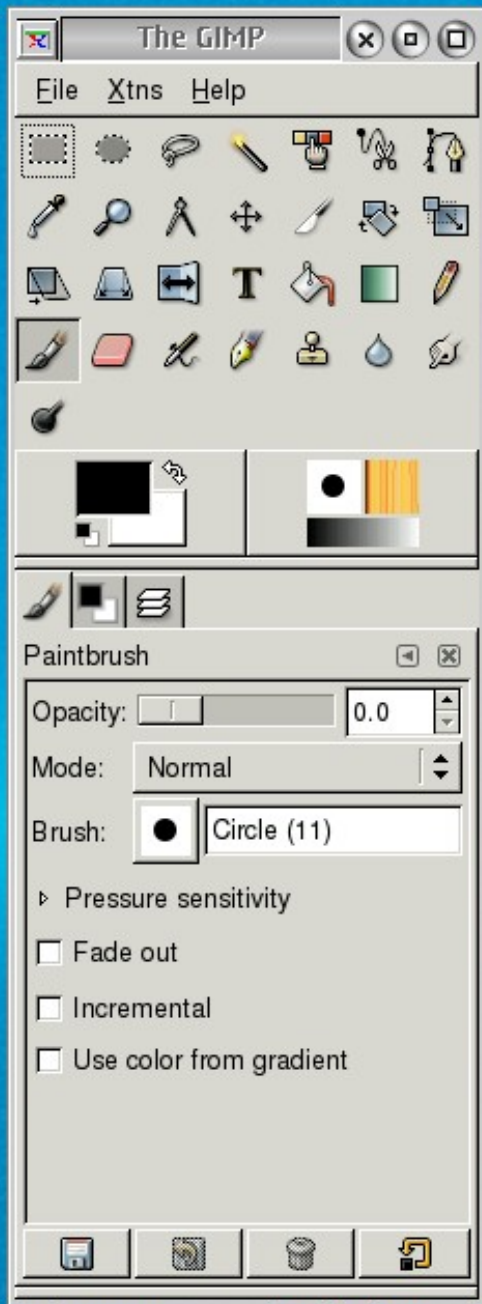 The GIMP
File Xtns Help
T
Paintbrush
Opacity: 0.0
Mode: Normal
Brush: Circle (11)
Pressure sensitivity
Fade out
Incremental
Use color from gradient